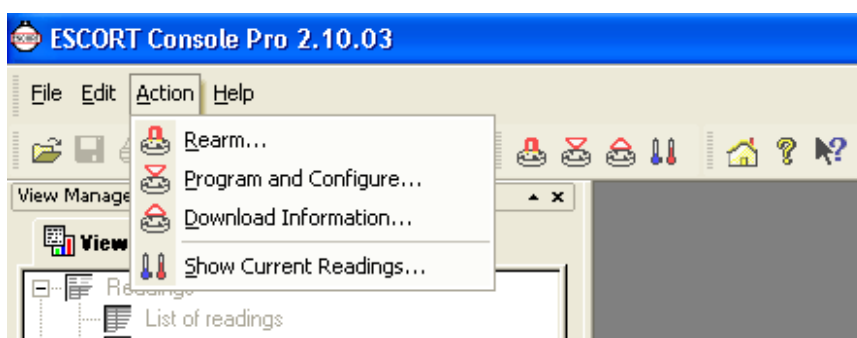 ESCORT Console Pro 2.10.03
File Edit Action Help
Rearm...
Program and Configure...
View Manage
Download Information...
View
Show Current Readings...
Readings
List of readings